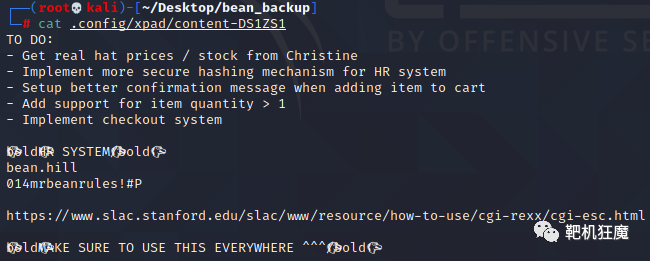 (root💀kali)-[~/Desktop/bean_backup]
# cat .config/xpad/content-DS1ZS1
TO DO:
- Get real hat prices / stock from Christine
- Implement more secure hashing mechanism for HR system
- Setup better confirmation message when adding item to cart
- Add support for item quantity > 1
- Implement checkout system
boldHR SYSTEM/bold
bean.hill
014mrbeanrules!#P
https://www.slac.stanford.edu/slac/www/resource/how-to-use/cgi-rexx/cgi-esc.html
boldMAKE SURE TO USE THIS EVERYWHERE ^^^/bold
BY OFFENSIVE SE
靶机狂魔